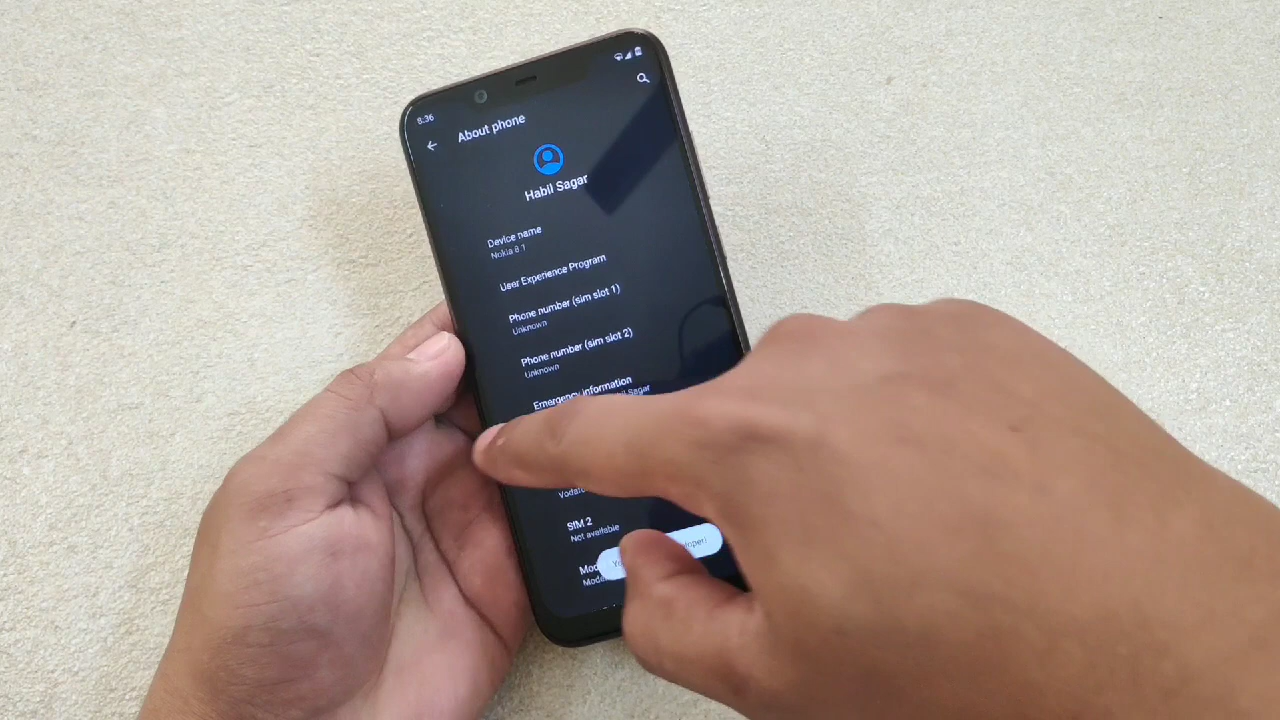 8:36
About phone
Habil Sagar
Device name
Nokia 8.1
User Experience Program
Phone number (sim slot 1)
Unknown
Phone number (sim slot 2)
Unknown
Emergency information
Sagar
SIM 2
Not available